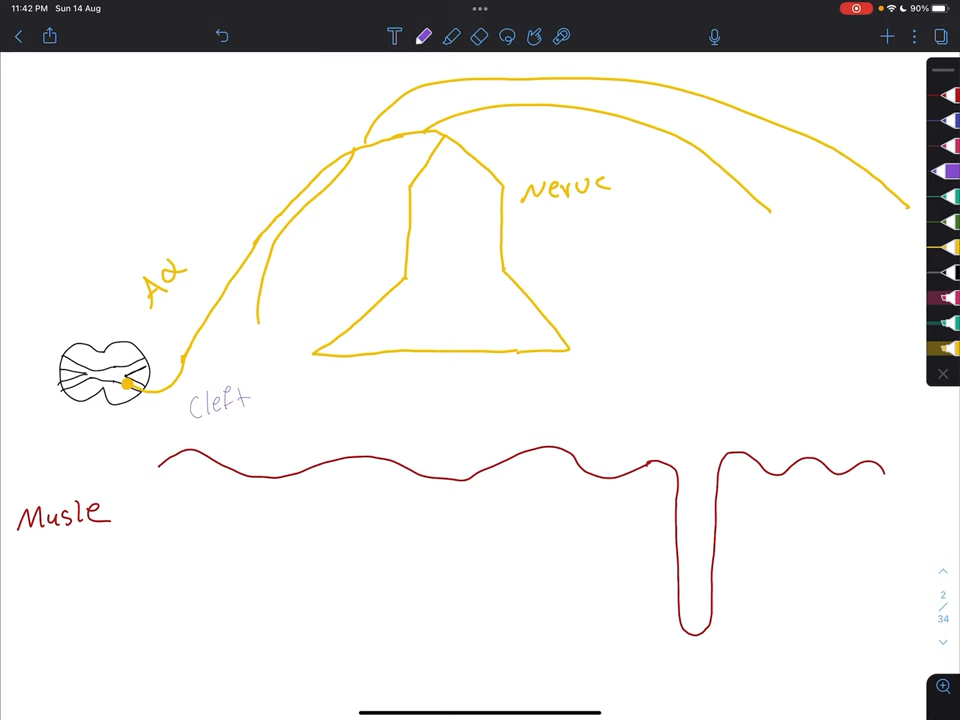 11:42 PM Sun 14 Aug
90%
T
Nerve
Aα
Cleft
Musle
2
/
34